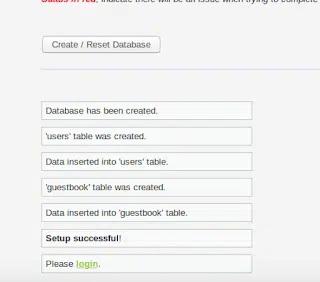 Status in red, indicate there will be an issue when trying to complete
Create / Reset Database
Database has been created.
'users' table was created.
Data inserted into 'users' table.
'guestbook' table was created.
Data inserted into 'guestbook' table.
Setup successful!
Please login.